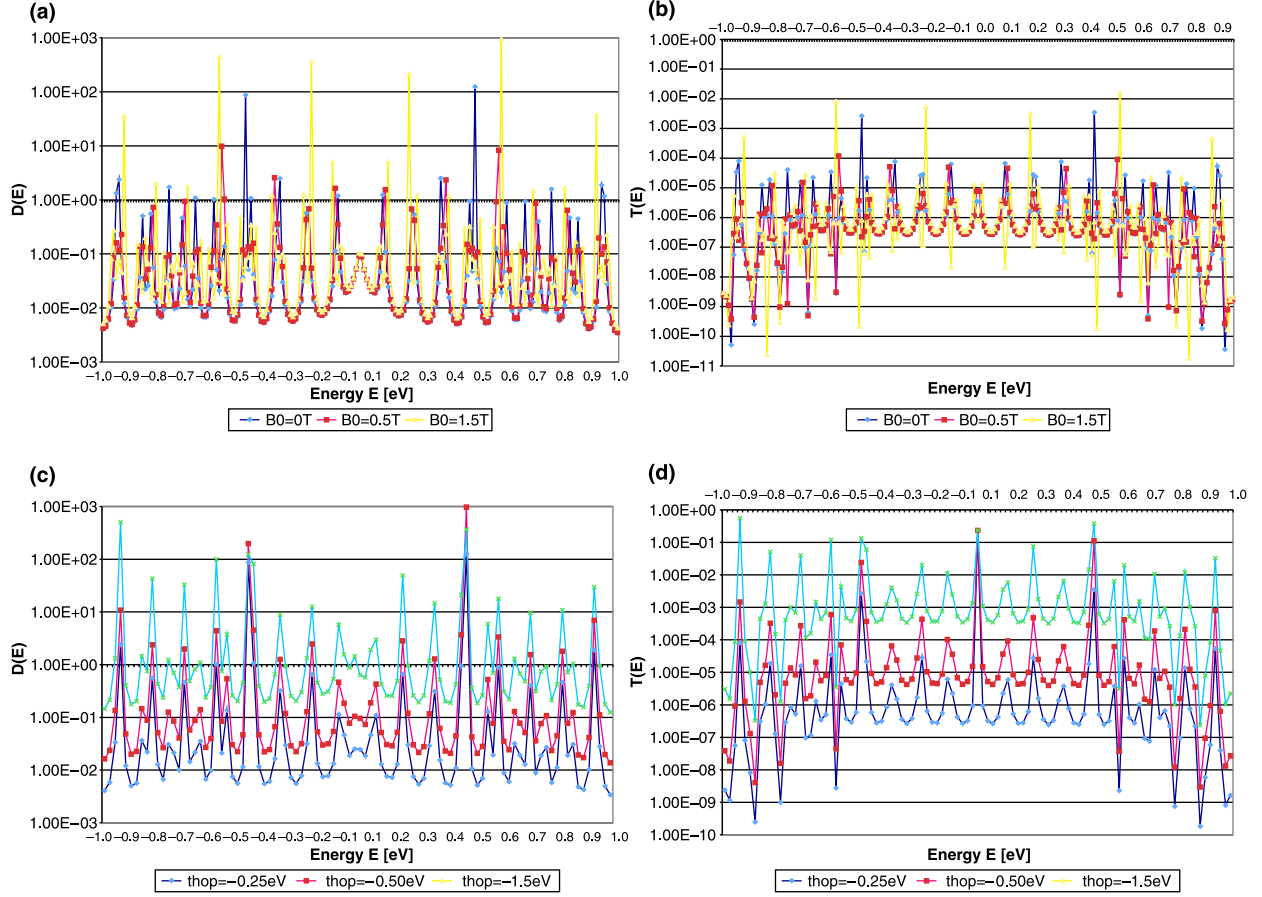 (a)
1.00E+03
1.00E+02
1.00E+01
1.00E+00
1.00E−01
1.00E−02
1.00E−03
D(E)
−1.0 −0.9 −0.8 −0.7 −0.6 −0.5 −0.4 −0.3 −0.2 −0.1 0.0 0.1 0.2 0.3 0.4 0.5 0.6 0.7 0.8 0.9 1.0
Energy E [eV]
B0=0T B0=0.5T B0=1.5T
(b)
−1.0 −0.9 −0.8 −0.7 −0.6 −0.5 −0.4 −0.3 −0.2 −0.1 0.0 0.1 0.2 0.3 0.4 0.5 0.6 0.7 0.8 0.9
1.00E+00
1.00E−01
1.00E−02
1.00E−03
1.00E−04
1.00E−05
1.00E−06
1.00E−07
1.00E−08
1.00E−09
1.00E−10
1.00E−11
T(E)
Energy E [eV]
B0=0T B0=0.5T B0=1.5T
(c)
1.00E+03
1.00E+02
1.00E+01
1.00E+00
1.00E−01
1.00E−02
1.00E−03
D(E)
−1.0 −0.9 −0.8 −0.7 −0.6 −0.5 −0.4 −0.3 −0.2 −0.1 0.1 0.2 0.3 0.4 0.5 0.6 0.7 0.8 0.9 1.0
Energy E [eV]
thop=−0.25eV thop=−0.50eV thop=−1.5eV
(d)
−1.0 −0.9 −0.8 −0.7 −0.6 −0.5 −0.4 −0.3 −0.2 −0.1 0.1 0.2 0.3 0.4 0.5 0.6 0.7 0.8 0.9 1.0
1.00E+00
1.00E−01
1.00E−02
1.00E−03
1.00E−04
1.00E−05
1.00E−06
1.00E−07
1.00E−08
1.00E−09
1.00E−10
T(E)
Energy E [eV]
thop=−0.25eV thop=−0.50eV thop=−1.5eV